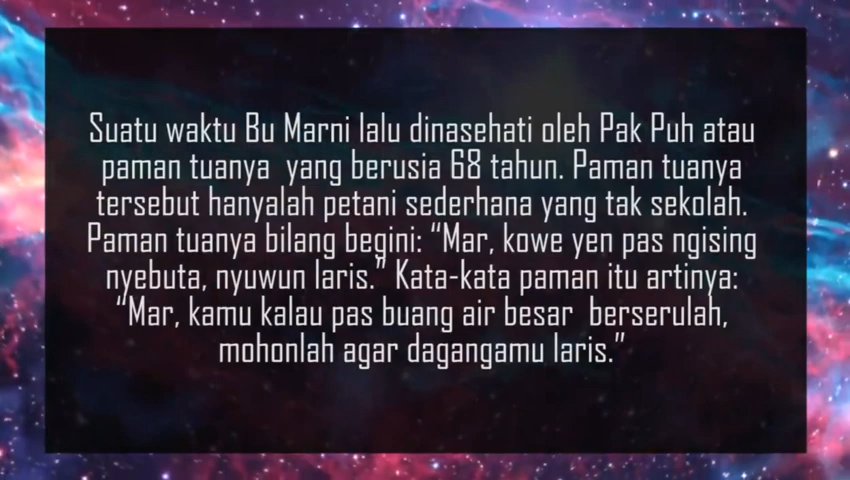 Suatu waktu Bu Marni lalu dinasehati oleh Pak Puh atau
paman tuanya yang berusia 68 tahun. Paman tuanya
tersebut hanyalah petani sederhana yang tak sekolah.
Paman tuanya bilang begini: “Mar, kowe yen pas ngising
nyebuta, nyuwun laris.” Kata-kata paman itu artinya:
“Mar, kamu kalau pas buang air besar berserulah,
mohonlah agar dagangamu laris.”